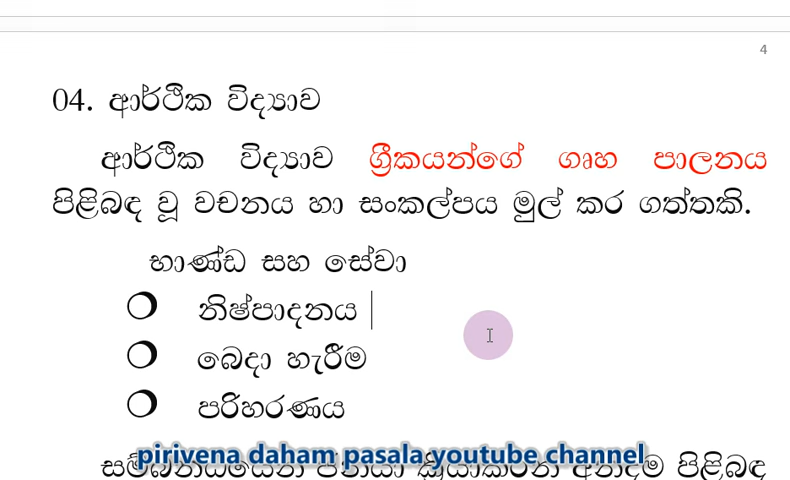 4
04. ආර්ථික විද්‍යාව
ආර්ථික විද්‍යාව ග්‍රීකයන්ගේ ගෘහ පාලනය
පිළිබඳ වූ වචනය හා සංකල්පය මුල් කර ගත්තකි.
භාණ්ඩ සහ සේවා
නිෂ්පාදනය
බෙදා හැරීම
පරිහරණය
pirivena daham pasala youtube channel
පිළිබඳ